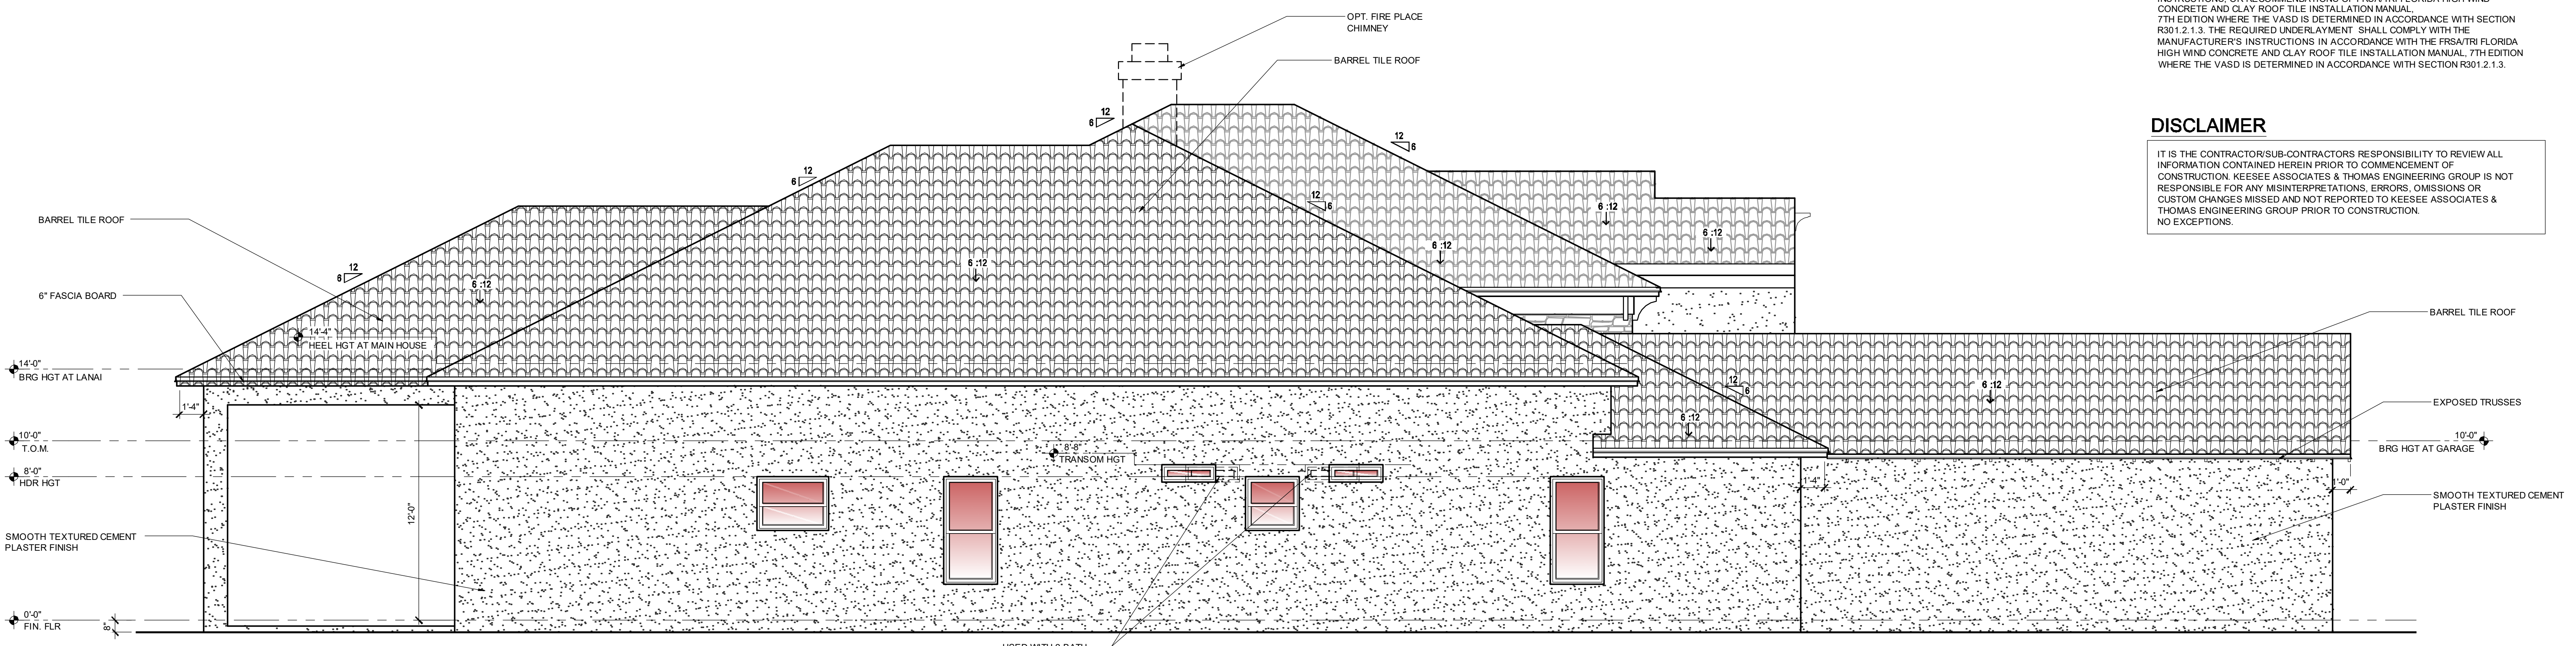 CONCRETE AND CLAY ROOF TILE INSTALLATION MANUAL,
7TH EDITION WHERE THE VASD IS DETERMINED IN ACCORDANCE WITH SECTION
R301.2.1.3. THE REQUIRED UNDERLAYMENT SHALL COMPLY WITH THE
MANUFACTURER'S INSTRUCTIONS IN ACCORDANCE WITH THE FRSA/TRI FLORIDA
HIGH WIND CONCRETE AND CLAY ROOF TILE INSTALLATION MANUAL, 7TH EDITION
WHERE THE VASD IS DETERMINED IN ACCORDANCE WITH SECTION R301.2.1.3.
DISCLAIMER
IT IS THE CONTRACTOR/SUB-CONTRACTORS RESPONSIBILITY TO REVIEW ALL
INFORMATION CONTAINED HEREIN PRIOR TO COMMENCEMENT OF
CONSTRUCTION. KEESEE ASSOCIATES & THOMAS ENGINEERING GROUP IS NOT
RESPONSIBLE FOR ANY MISINTERPRETATIONS, ERRORS, OMISSIONS OR
CUSTOM CHANGES MISSED AND NOT REPORTED TO KEESEE ASSOCIATES &
THOMAS ENGINEERING GROUP PRIOR TO CONSTRUCTION.
NO EXCEPTIONS.
OPT. FIRE PLACE
CHIMNEY
BARREL TILE ROOF
12
6
12
6
12
6
12
6
12
6
BARREL TILE ROOF
6" FASCIA BOARD
6 :12
6 :12
6 :12
6 :12
6 :12
14'-4"
HEEL HGT AT MAIN HOUSE
14'-0"
BRG HGT AT LANAI
1'-4"
10'-0"
T.O.M.
8'-0"
HDR HGT
12'-0"
SMOOTH TEXTURED CEMENT
PLASTER FINISH
0'-0"
FIN. FLR
8"
8'-8"
TRANSOM HGT
12
6
6 :12
6 :12
1'-4"
1'-0"
BARREL TILE ROOF
EXPOSED TRUSSES
10'-0"
BRG HGT AT GARAGE
SMOOTH TEXTURED CEMENT
PLASTER FINISH